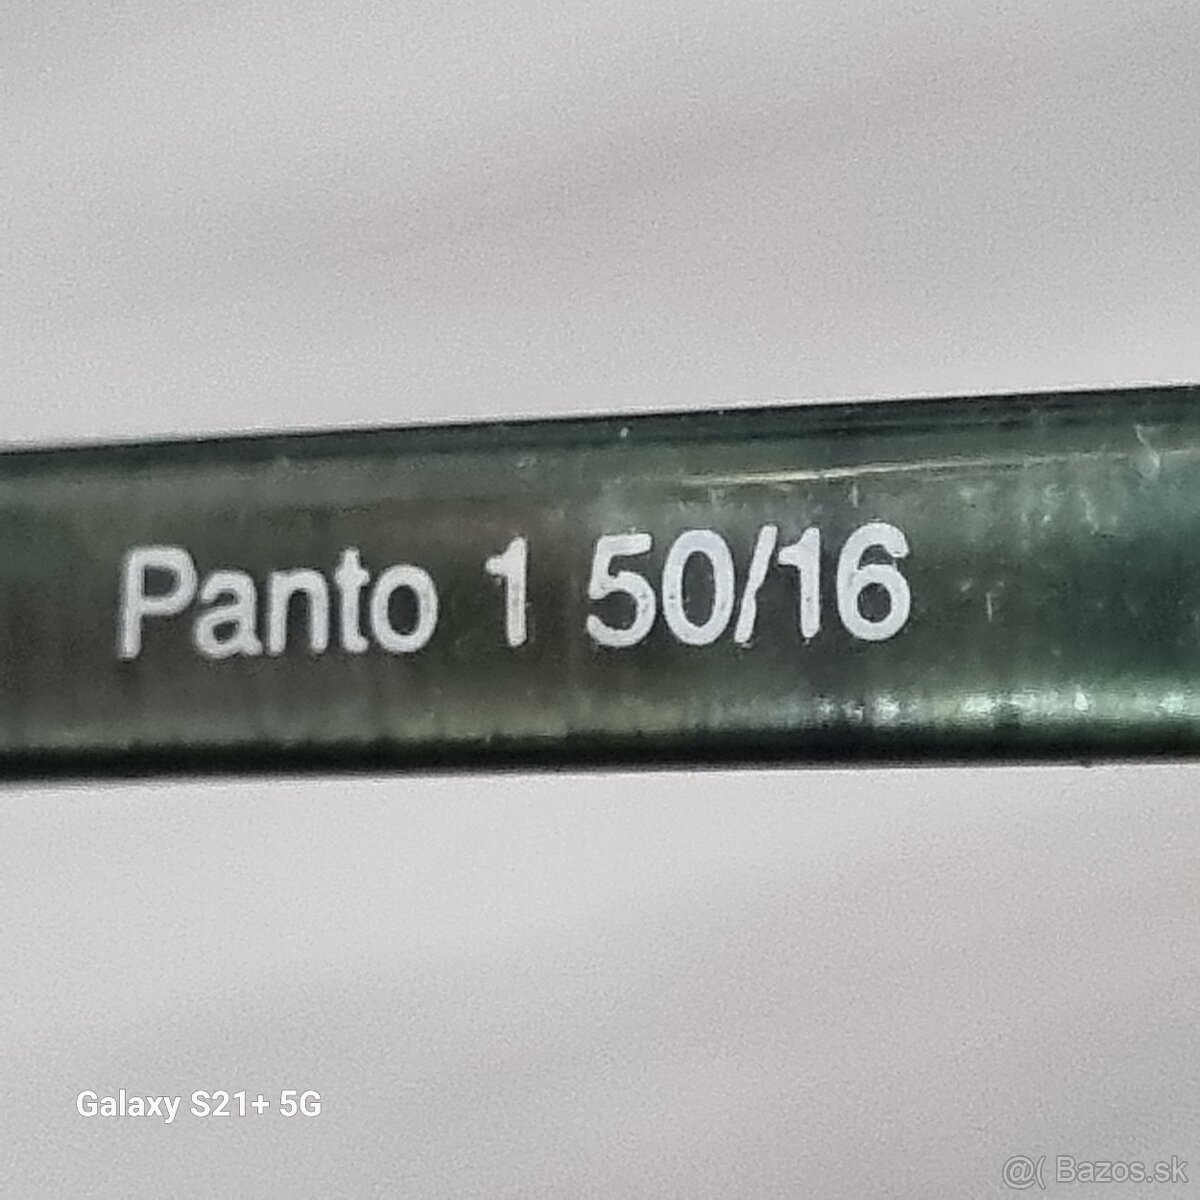 Panto 1 50/16
Galaxy S21+ 5G
@( Bazos.sk